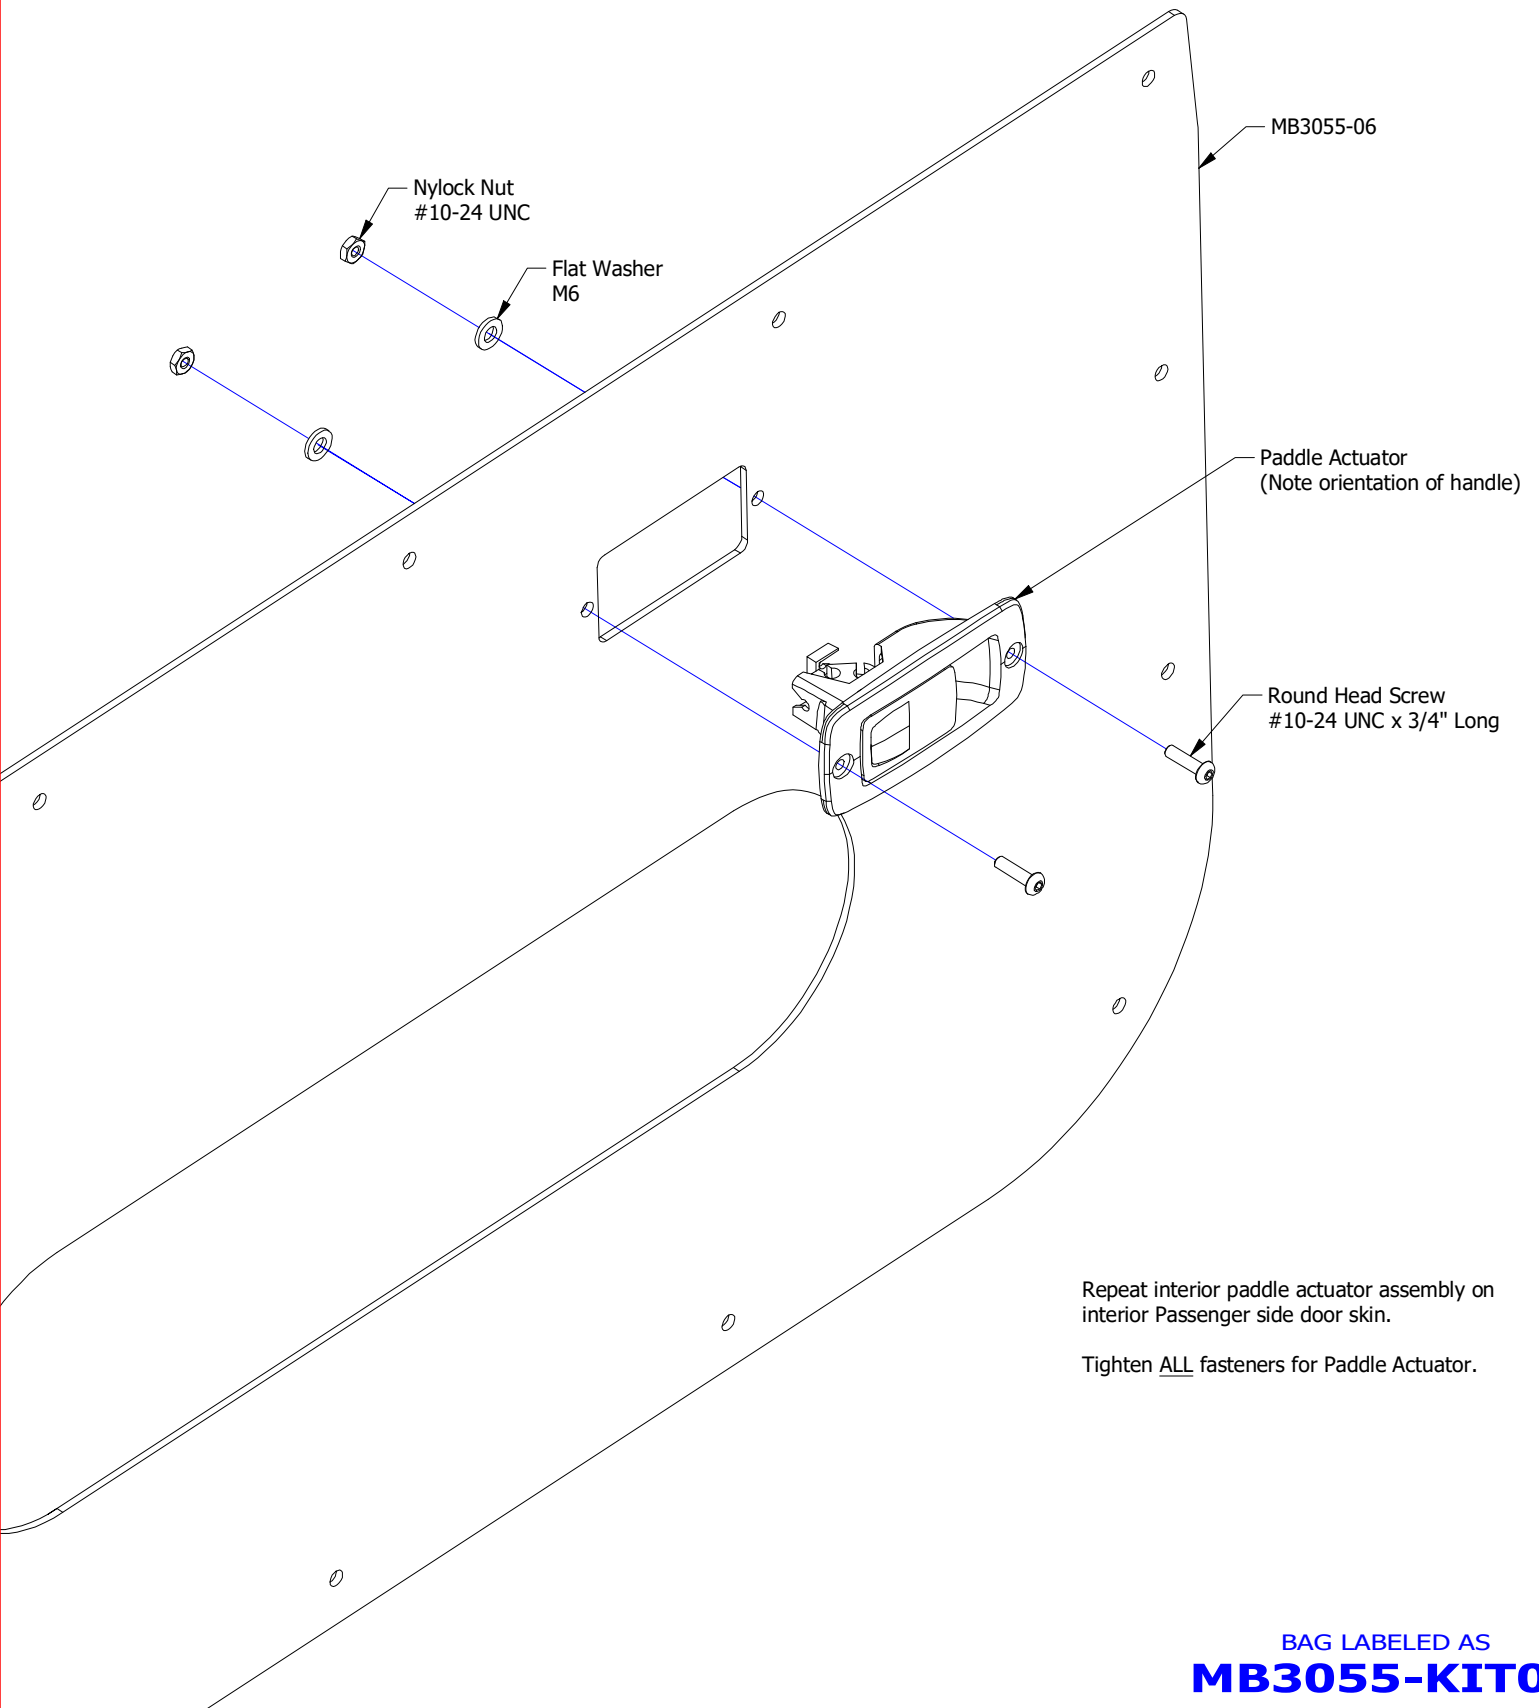 MB3055-06
Nylock Nut
#10-24 UNC
Flat Washer
M6
Paddle Actuator
(Note orientation of handle)
Round Head Screw
#10-24 UNC x 3/4" Long
Repeat interior paddle actuator assembly on
interior Passenger side door skin.
Tighten ALL fasteners for Paddle Actuator.
BAG LABELED AS
MB3055-KIT0